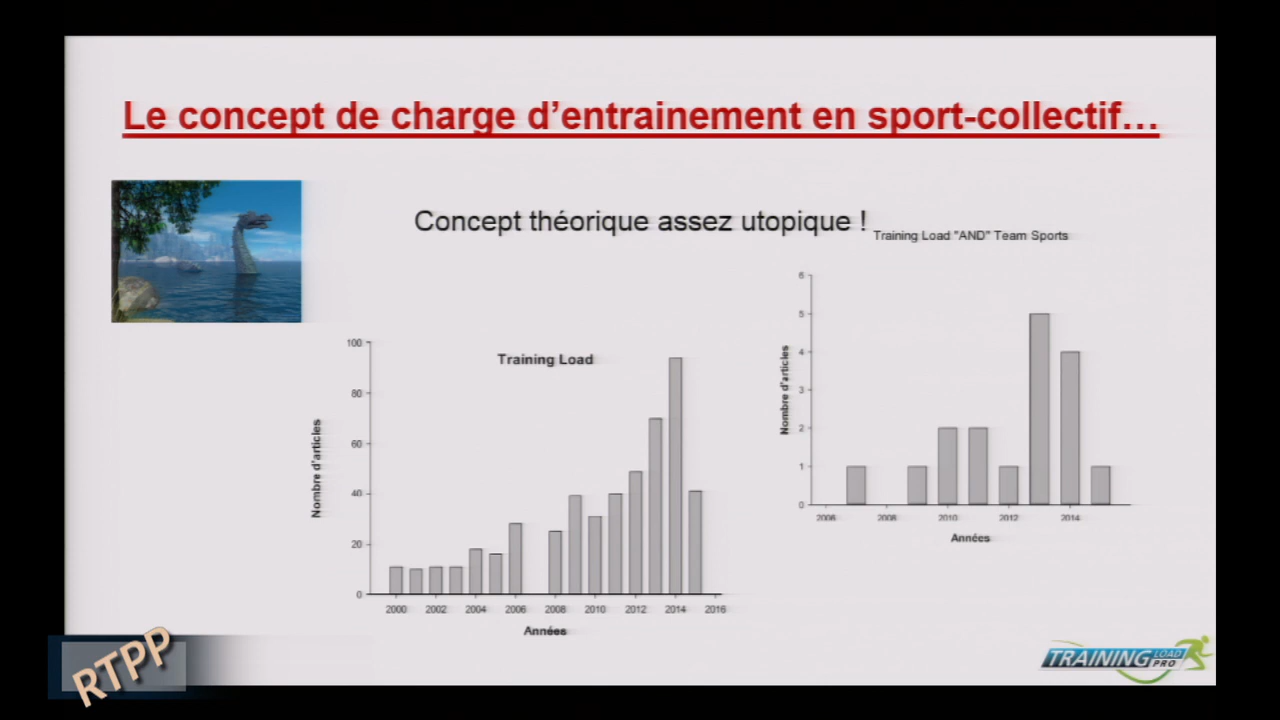 Le concept de charge d’entrainement en sport-collectif…
Concept théorique assez utopique !
Training Load "AND" Team Sports
6
5
4
3
2
1
0
Nombre d'articles
2006 2008 2010 2012 2014
Années
Training Load
100
80
60
40
20
0
Nombre d'articles
2000 2002 2004 2006 2008 2010 2012 2014 2016
Années
RTPP
TRAINING LOAD PRO